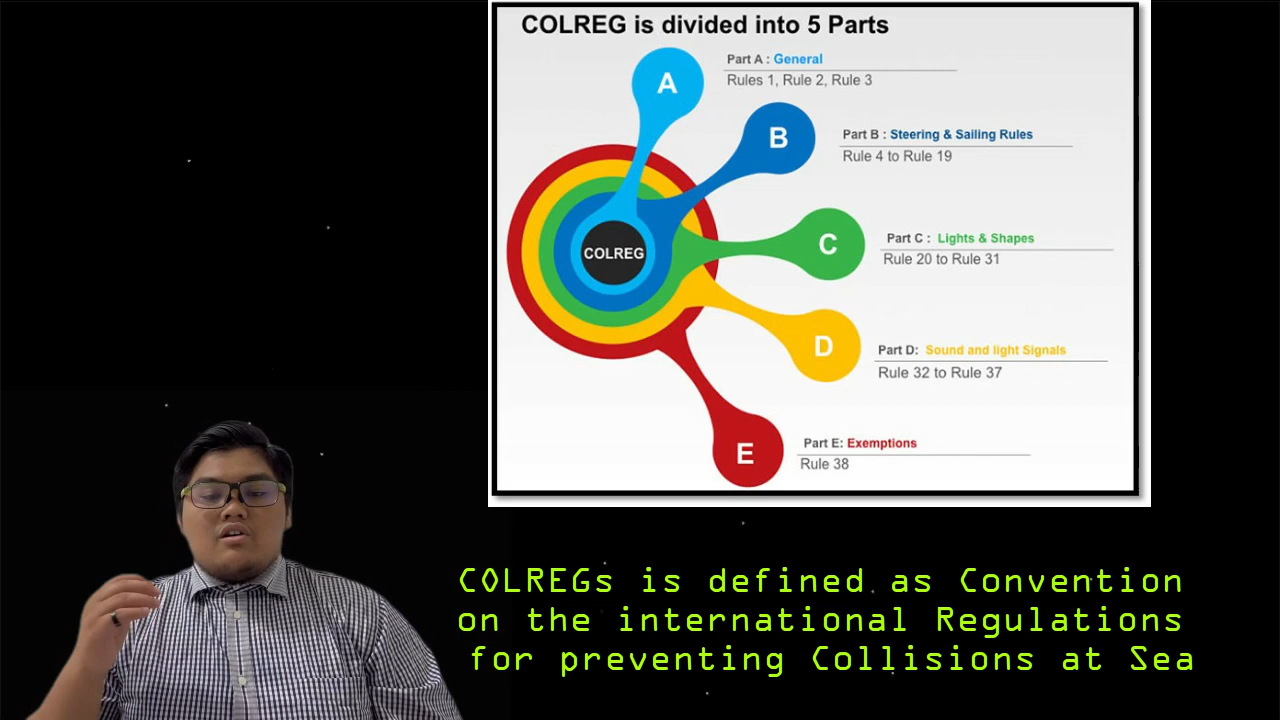 COLREG is divided into 5 Parts
A
Part A : General
Rules 1, Rule 2, Rule 3
B
Part B : Steering & Sailing Rules
Rule 4 to Rule 19
COLREG
C
Part C : Lights & Shapes
Rule 20 to Rule 31
D
Part D: Sound and light Signals
Rule 32 to Rule 37
E
Part E: Exemptions
Rule 38
COLREGs is defined as Convention
on the international Regulations
for preventing Collisions at Sea